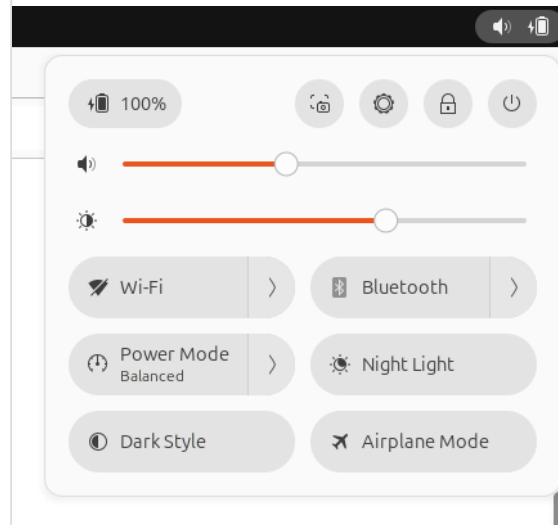 100%
Wi-Fi
Bluetooth
Power Mode
Balanced
Night Light
Dark Style
Airplane Mode